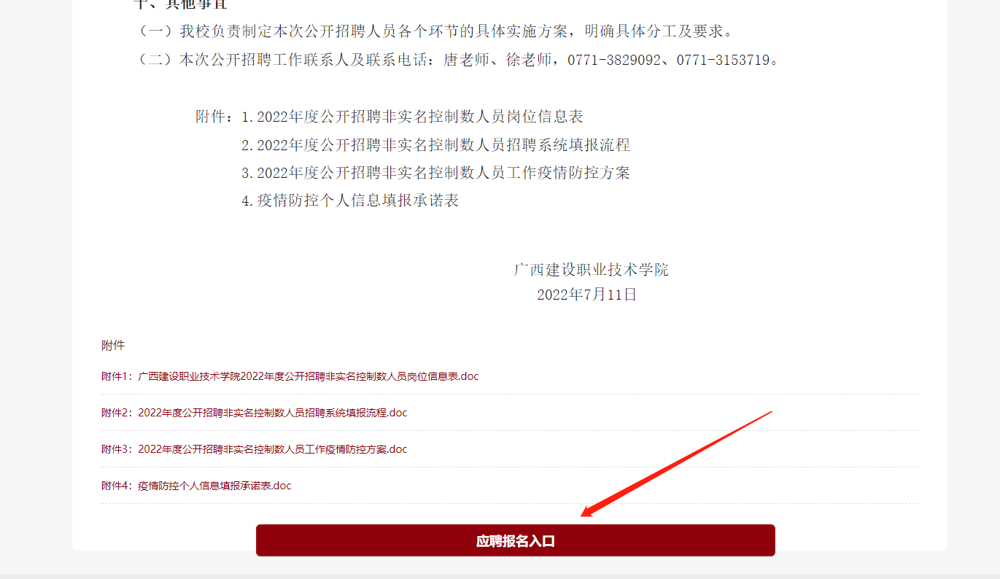 十、其他事宜
（一）我校负责制定本次公开招聘人员各个环节的具体实施方案，明确具体分工及要求。
（二）本次公开招聘工作联系人及联系电话：唐老师、徐老师，0771-3829092、0771-3153719。
附件：1.2022年度公开招聘非实名控制数人员岗位信息表
2.2022年度公开招聘非实名控制数人员招聘系统填报流程
3.2022年度公开招聘非实名控制数人员工作疫情防控方案
4.疫情防控个人信息填报承诺表
广西建设职业技术学院
2022年7月11日
附件
附件1：广西建设职业技术学院2022年度公开招聘非实名控制数人员岗位信息表.doc
附件2：2022年度公开招聘非实名控制数人员招聘系统填报流程.doc
附件3：2022年度公开招聘非实名控制数人员工作疫情防控方案.doc
附件4：疫情防控个人信息填报承诺表.doc
应聘报名入口